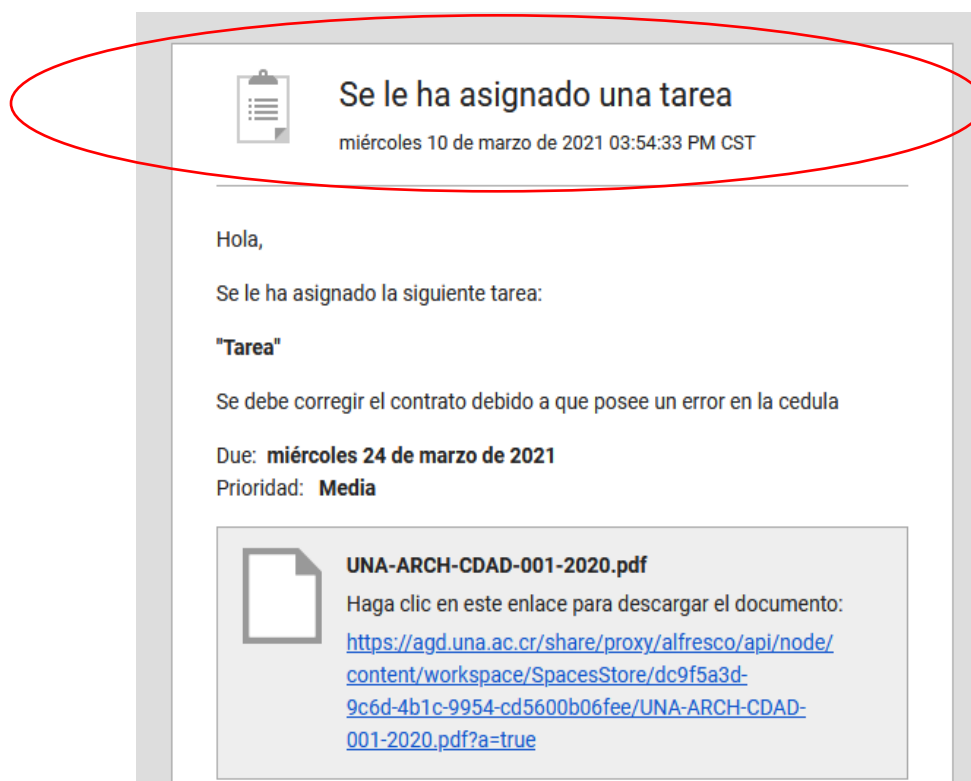 Se le ha asignado una tarea
miércoles 10 de marzo de 2021 03:54:33 PM CST
Hola,
Se le ha asignado la siguiente tarea:
"Tarea"
Se debe corregir el contrato debido a que posee un error en la cedula
Due: miércoles 24 de marzo de 2021
Prioridad: Media
UNA-ARCH-CDAD-001-2020.pdf
Haga clic en este enlace para descargar el documento:
https://agd.una.ac.cr/share/proxy/alfresco/api/node/
content/workspace/SpacesStore/dc9f5a3d-
9c6d-4b1c-9954-cd5600b06fee/UNA-ARCH-CDAD-
001-2020.pdf?a=true